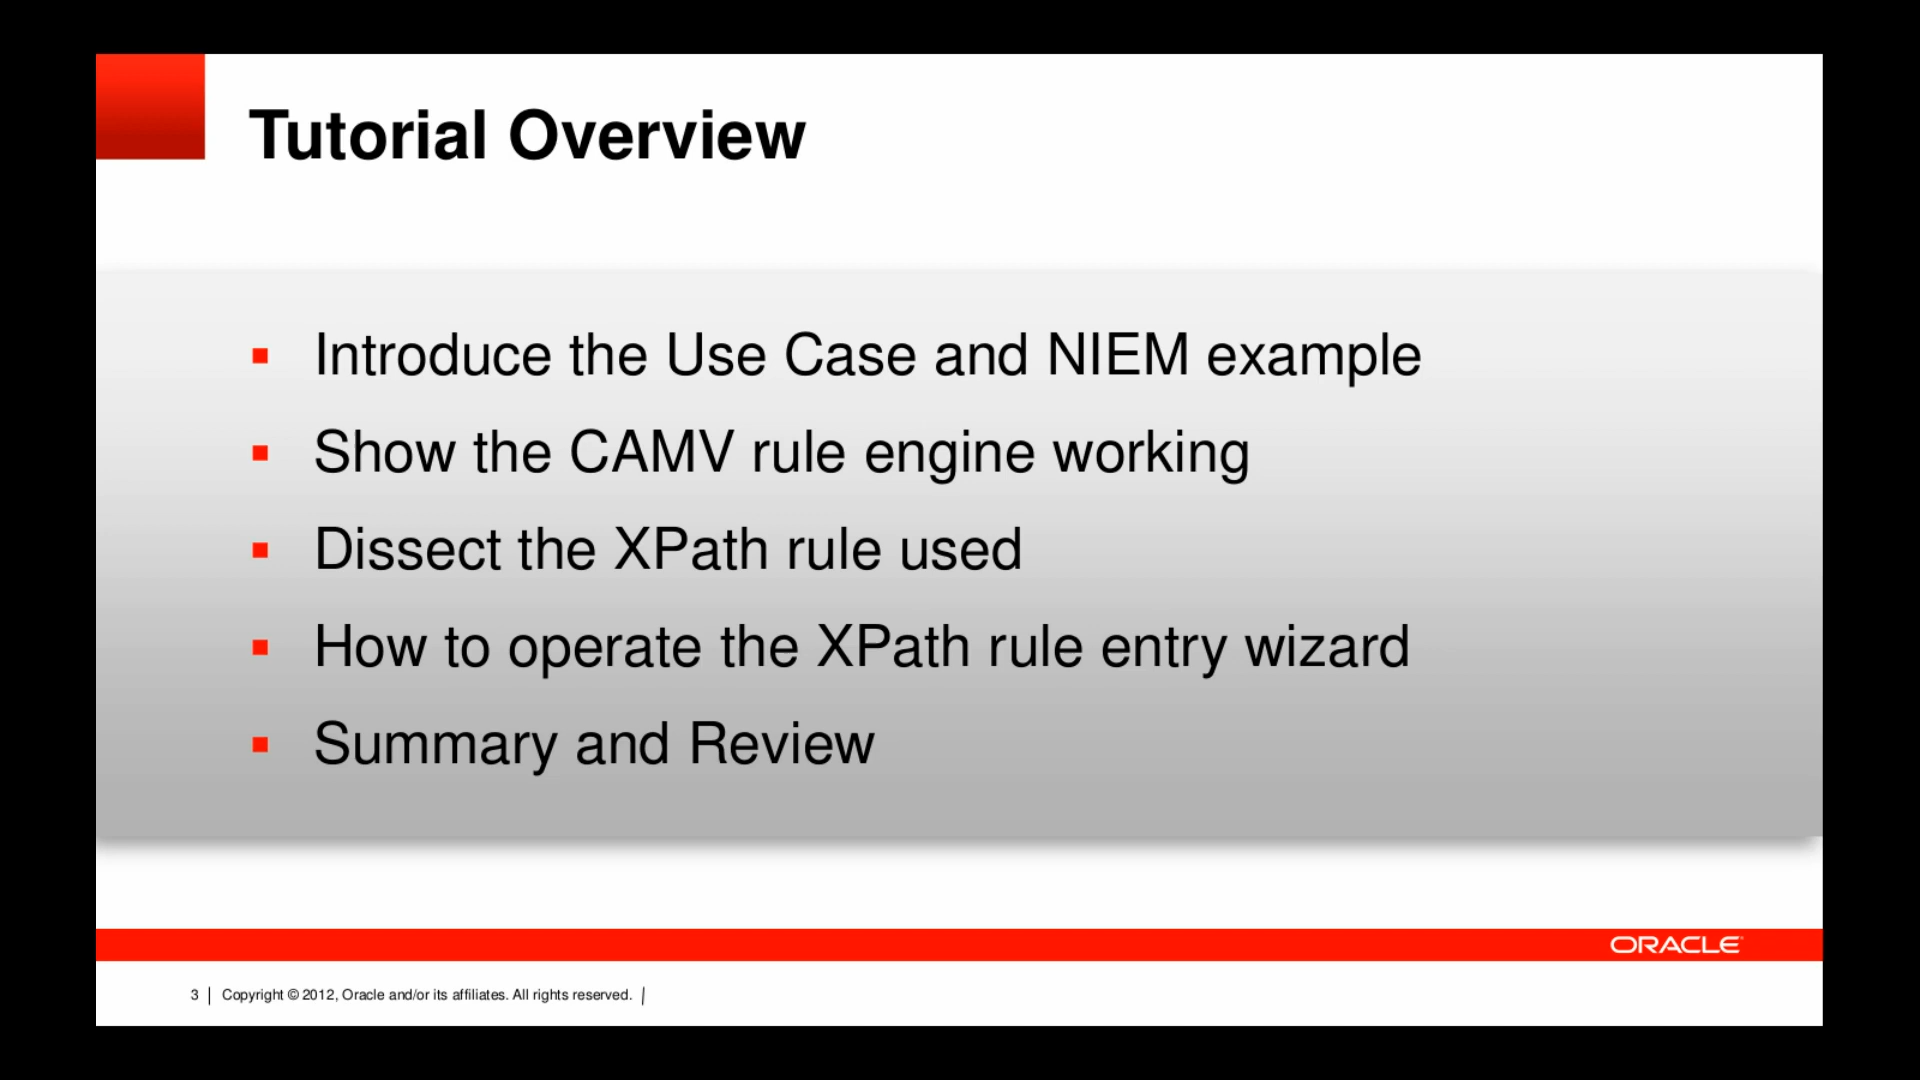 Tutorial Overview
Introduce the Use Case and NIEM example
Show the CAMV rule engine working
Dissect the XPath rule used
How to operate the XPath rule entry wizard
Summary and Review
ORACLE
3 | Copyright © 2012, Oracle and/or its affiliates. All rights reserved. |